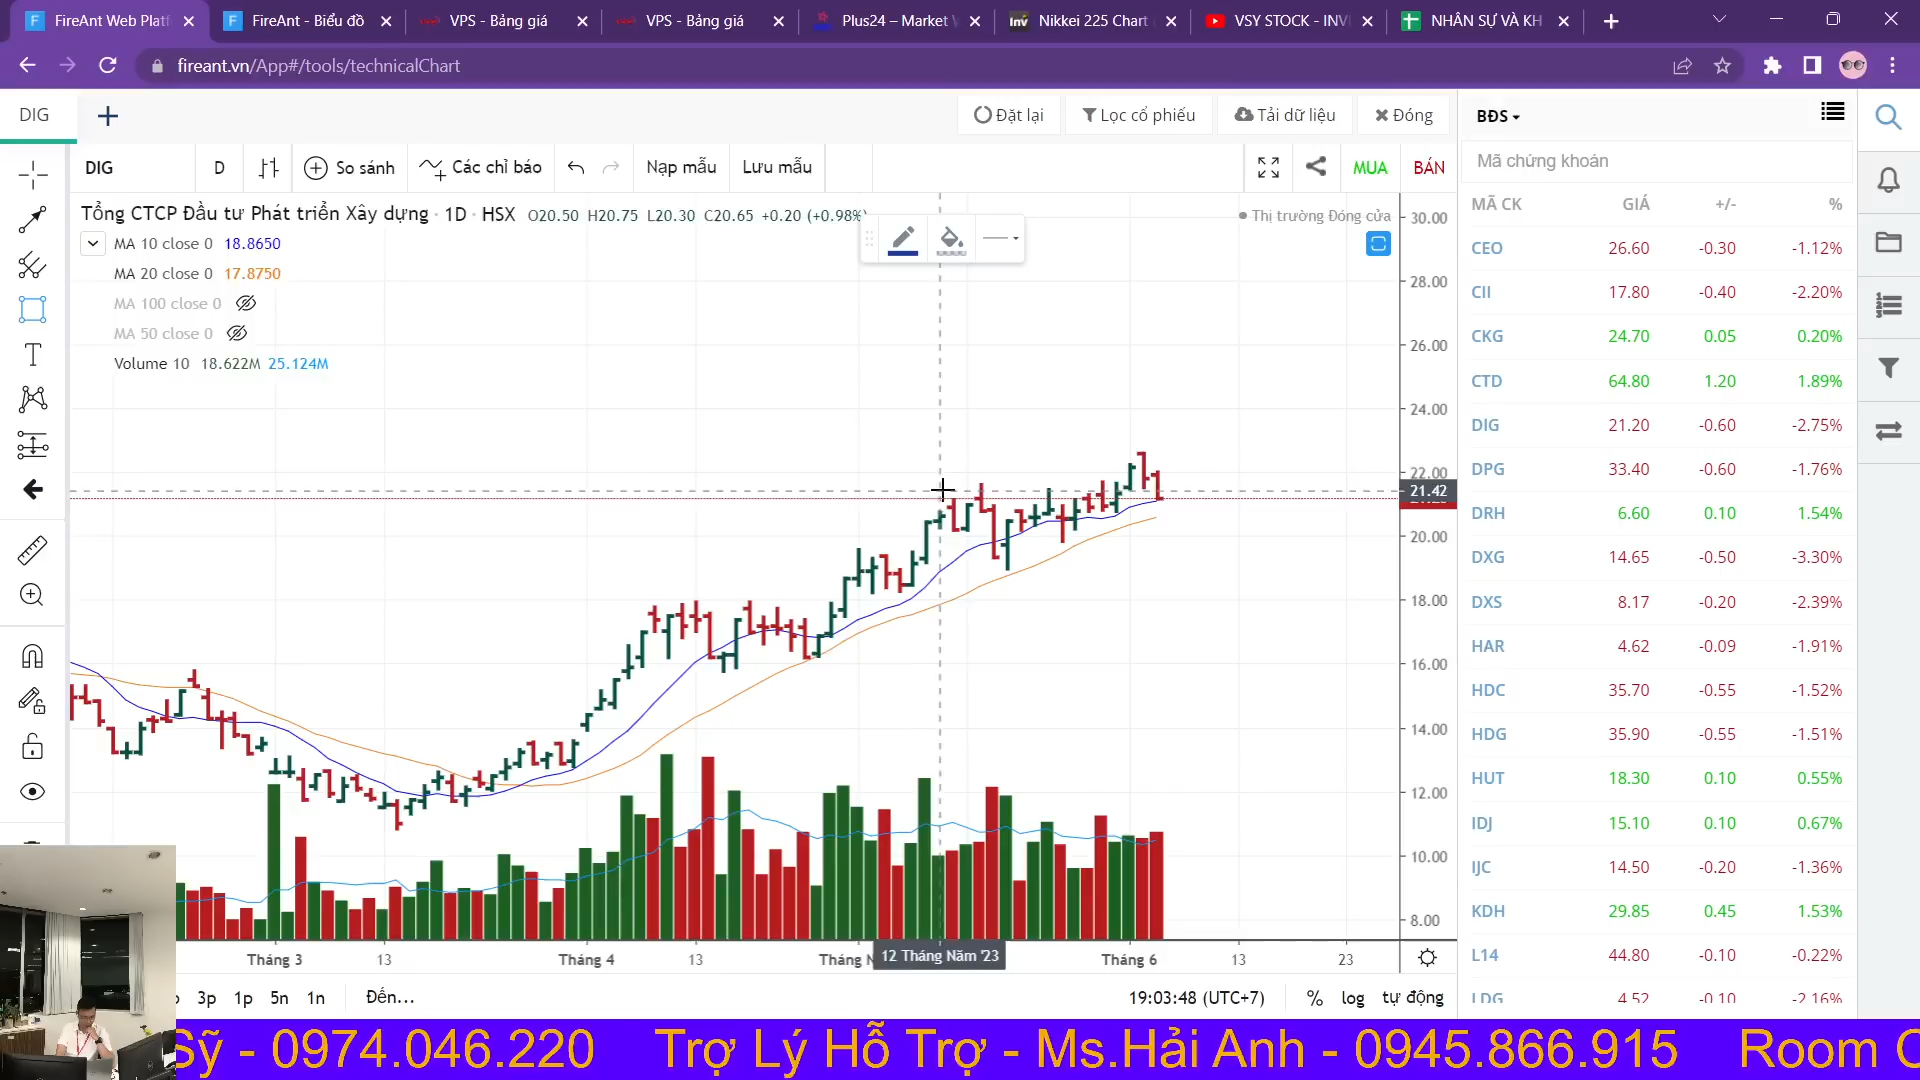 FireAnt Web Platf
FireAnt - Biểu đồ
VPS - Bảng giá
VPS - Bảng giá
Plus24 – Market
Nikkei 225 Chart
VSY STOCK - INV
NHÂN SỰ VÀ KH
fireant.vn/App#/tools/technicalChart
DIG
Đặt lại
Lọc cổ phiếu
Tải dữ liệu
Đóng
BĐS
DIG
D
So sánh
Các chỉ báo
Nạp mẫu
Lưu mẫu
MUA
BÁN
Mã chứng khoán
Tổng CTCP Đầu tư Phát triển Xây dựng · 1D · HSX O20.50 H20.75 L20.30 C20.65 +0.20 (+0.98%)
Thị trường Đóng cửa
MA 10 close 0 18.8650
MA 20 close 0 17.8750
MA 100 close 0
MA 50 close 0
Volume 10 18.622M 25.124M
30.00
28.00
26.00
24.00
22.00
21.42
20.00
18.00
16.00
14.00
12.00
10.00
8.00
MÃ CK GIÁ +/- %
CEO 26.60 -0.30 -1.12%
CII 17.80 -0.40 -2.20%
CKG 24.70 0.05 0.20%
CTD 64.80 1.20 1.89%
DIG 21.20 -0.60 -2.75%
DPG 33.40 -0.60 -1.76%
DRH 6.60 0.10 1.54%
DXG 14.65 -0.50 -3.30%
DXS 8.17 -0.20 -2.39%
HAR 4.62 -0.09 -1.91%
HDC 35.70 -0.55 -1.52%
HDG 35.90 -0.55 -1.51%
HUT 18.30 0.10 0.55%
IDJ 15.10 0.10 0.67%
IJC 14.50 -0.20 -1.36%
KDH 29.85 0.45 1.53%
L14 44.80 -0.10 -0.22%
LDG 4.52 -0.10 -2.16%
Tháng 3
13
Tháng 4
13
Tháng
12 Tháng Năm '23
Tháng 6
13
23
3p 1p 5n 1n Đến...
19:03:48 (UTC+7) % log tự động
Sỹ - 0974.046.220 Trợ Lý Hỗ Trợ - Ms.Hải Anh - 0945.866.915 Room